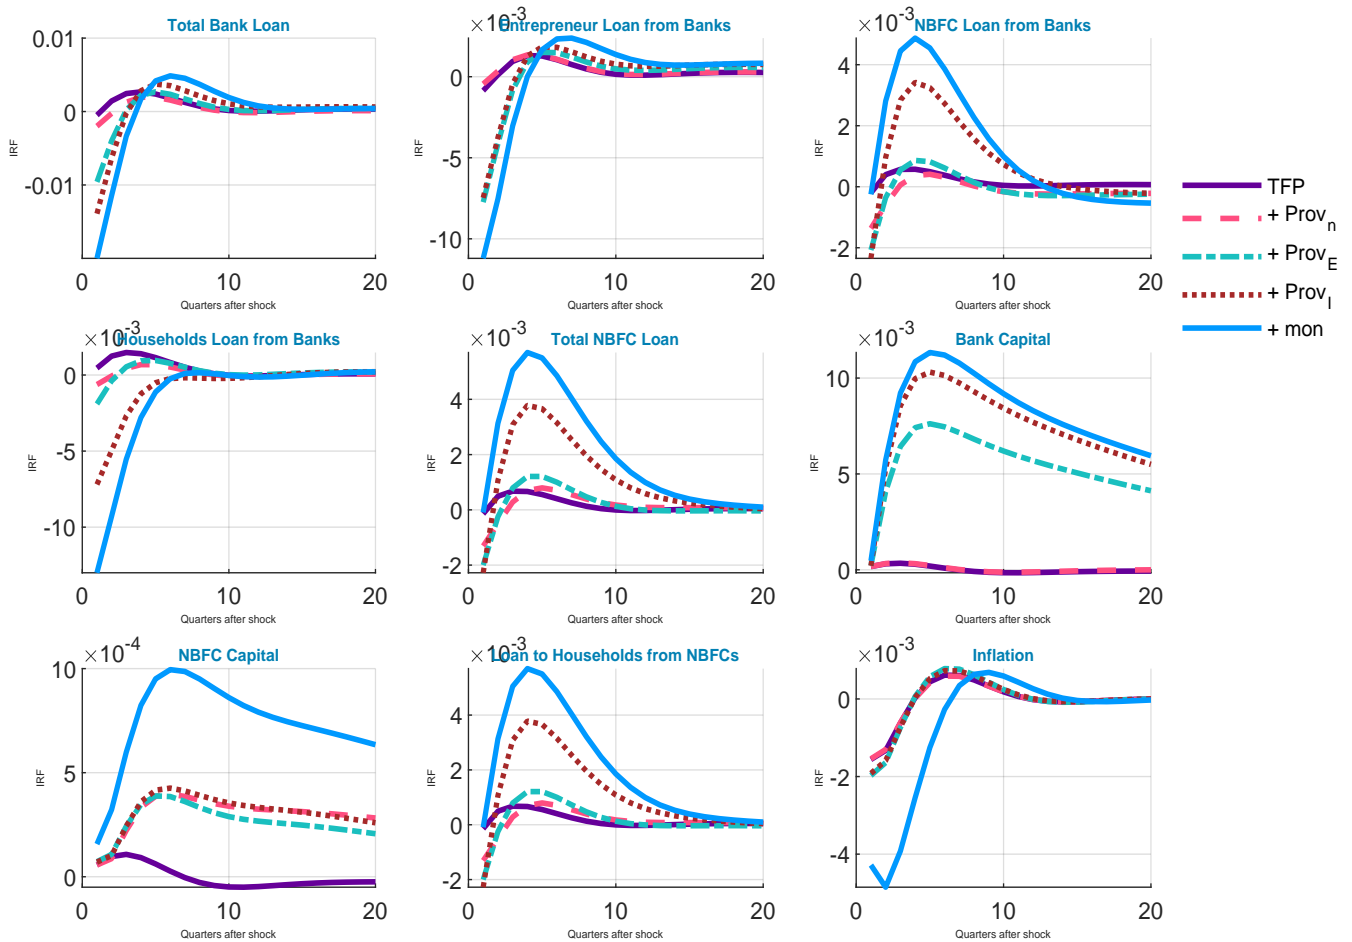 Total Bank Loan
0.01
0
-0.01
IRF
0 10 20
Quarters after shock
×10-3
Entrepreneur Loan from Banks
0
-5
-10
IRF
0 10 20
Quarters after shock
×10-3
NBFC Loan from Banks
4
2
0
-2
IRF
0 10 20
Quarters after shock
TFP
+ Provn
+ ProvE
+ ProvI
+ mon
×10-3
Households Loan from Banks
0
-5
-10
IRF
0 10 20
Quarters after shock
×10-3
Total NBFC Loan
4
2
0
-2
IRF
0 10 20
Quarters after shock
×10-3
Bank Capital
10
5
0
IRF
0 10 20
Quarters after shock
×10-4
NBFC Capital
10
5
0
IRF
0 10 20
Quarters after shock
×10-3
Loan to Households from NBFCs
4
2
0
-2
IRF
0 10 20
Quarters after shock
×10-3
Inflation
0
-2
-4
IRF
0 10 20
Quarters after shock